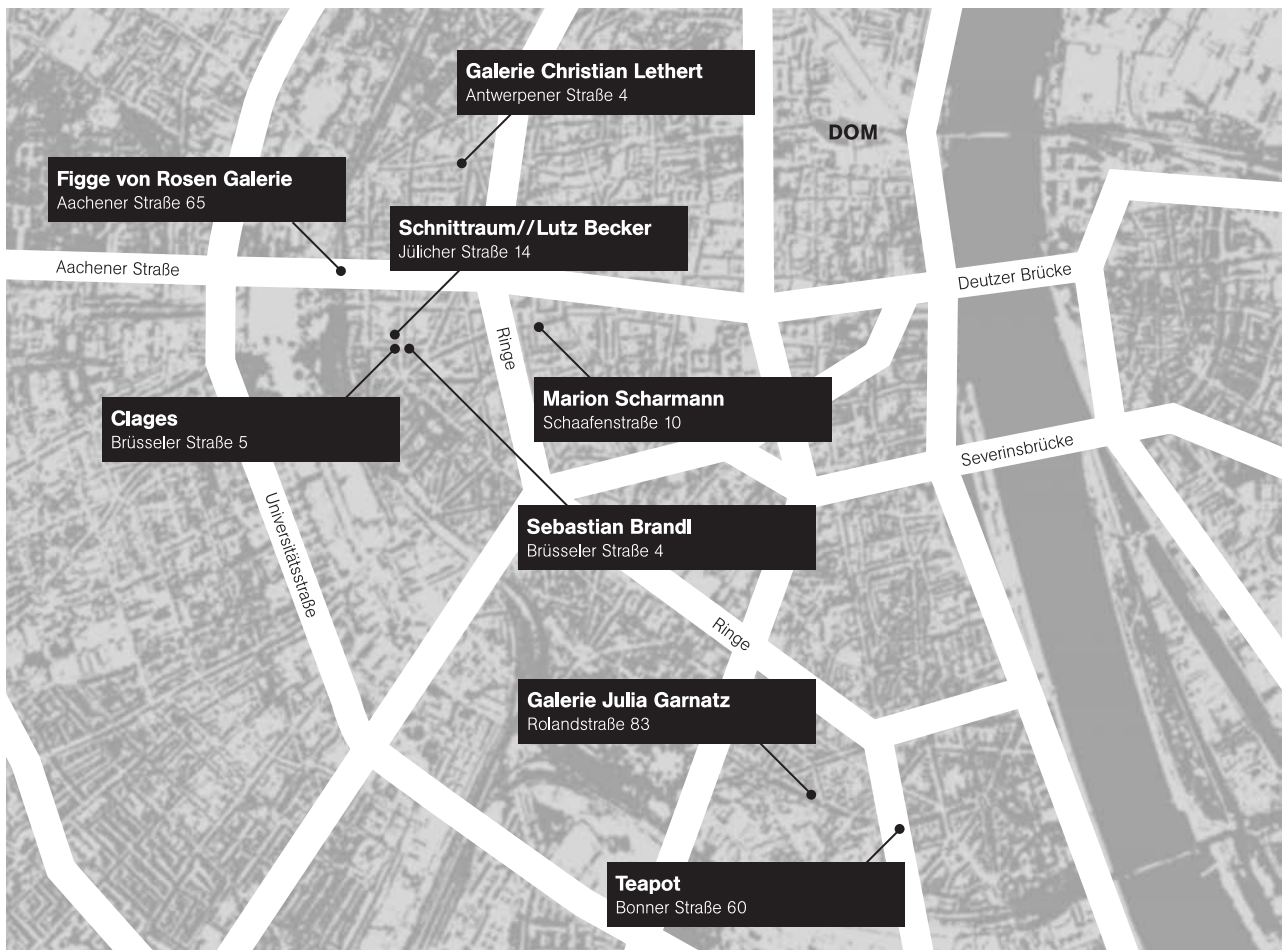 Galerie Christian Lethert
Antwerpener Straße 4
DOM
Figge von Rosen Galerie
Aachener Straße 65
Schnittraum//Lutz Becker
Jülicher Straße 14
Aachener Straße
Deutzer Brücke
Ringe
Marion Scharmann
Schaafenstraße 10
Clages
Brüsseler Straße 5
Severinsbrücke
Universitätsstraße
Sebastian Brandl
Brüsseler Straße 4
Ringe
Galerie Julia Garnatz
Rolandstraße 83
Teapot
Bonner Straße 60